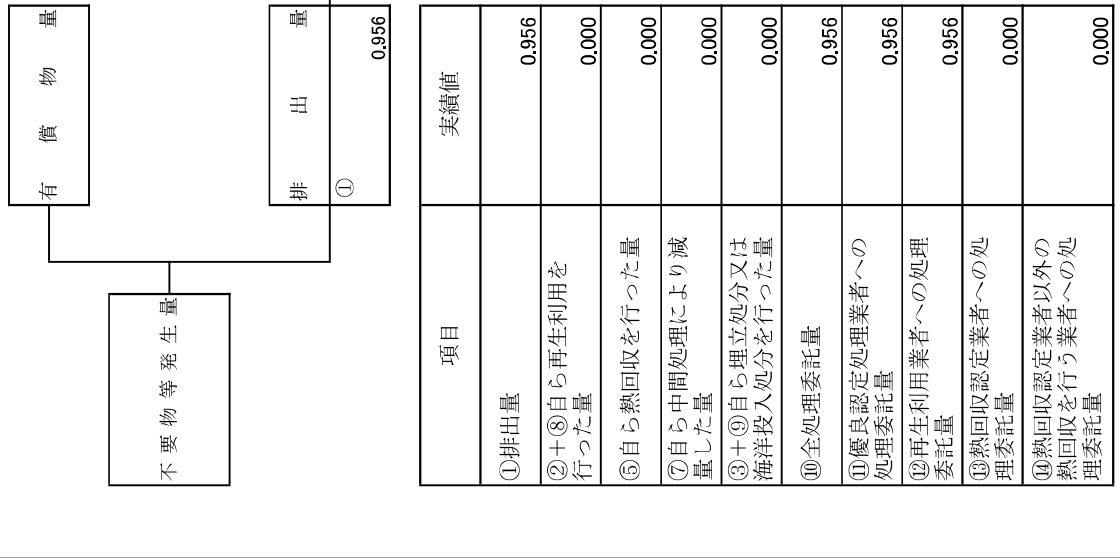 有償物量
排出量
①
0.956
不要物等発生量
項目
実績値
①排出量
0.956
②＋⑧自ら再生利用を
行った量
0.000
⑤自ら熱回収を行った量
0.000
⑦自ら中間処理により減
量した量
0.000
③＋⑨自ら埋立処分又は
海洋投入処分を行った量
0.000
⑩全処理委託量
0.956
⑪優良認定処理業者への
処理委託量
0.956
⑫再生利用業者への処理
委託量
0.956
⑬熱回収認定業者への処
理委託量
0.000
⑭熱回収認定業者以外の
熱回収を行う業者への処
理委託量
0.000